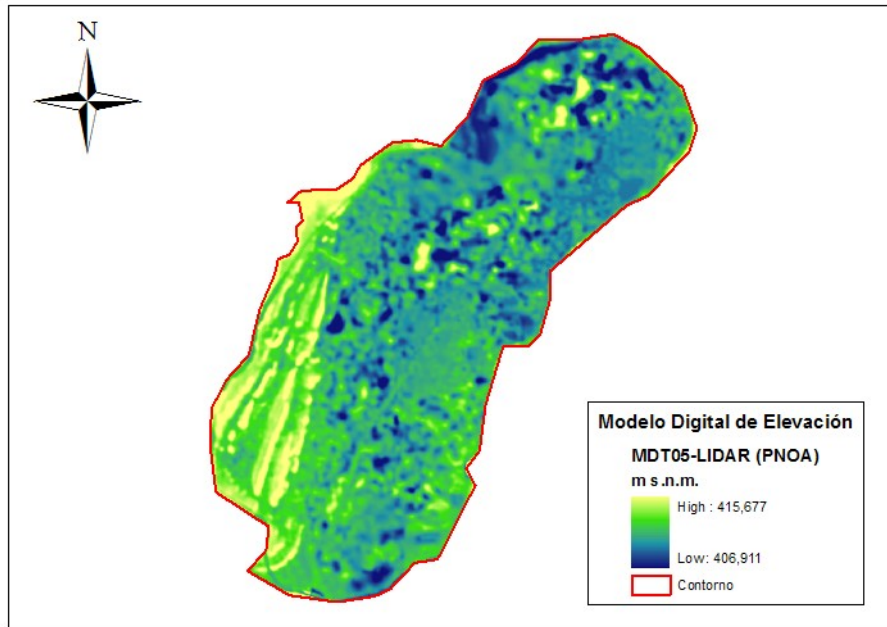 N
Modelo Digital de Elevación
MDT05-LIDAR (PNOA)
m s.n.m.
High : 415,677
Low: 406,911
Contorno